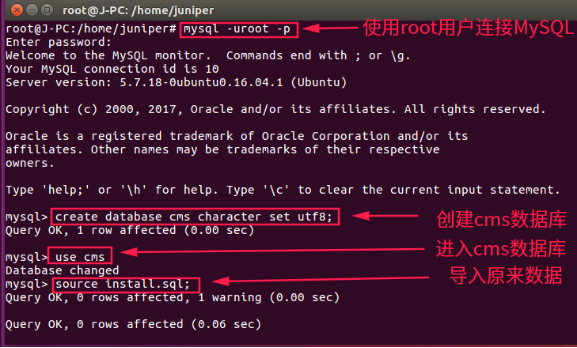 root@J-PC: /home/juniper
root@J-PC:/home/juniper# mysql -uroot -p 使用root用户连接MySQL
Enter password:
Welcome to the MySQL monitor.  Commands end with ; or \g.
Your MySQL connection id is 10
Server version: 5.7.18-0ubuntu0.16.04.1 (Ubuntu)
Copyright (c) 2000, 2017, Oracle and/or its affiliates. All rights reserved.
Oracle is a registered trademark of Oracle Corporation and/or its
affiliates. Other names may be trademarks of their respective
owners.
Type 'help;' or '\h' for help. Type '\c' to clear the current input statement.
mysql> create database cms character set utf8; 创建cms数据库
Query OK, 1 row affected (0.00 sec)
mysql> use cms 进入cms数据库
Database changed
mysql> source install.sql; 导入原来数据
Query OK, 0 rows affected, 1 warning (0.00 sec)
Query OK, 0 rows affected (0.06 sec)